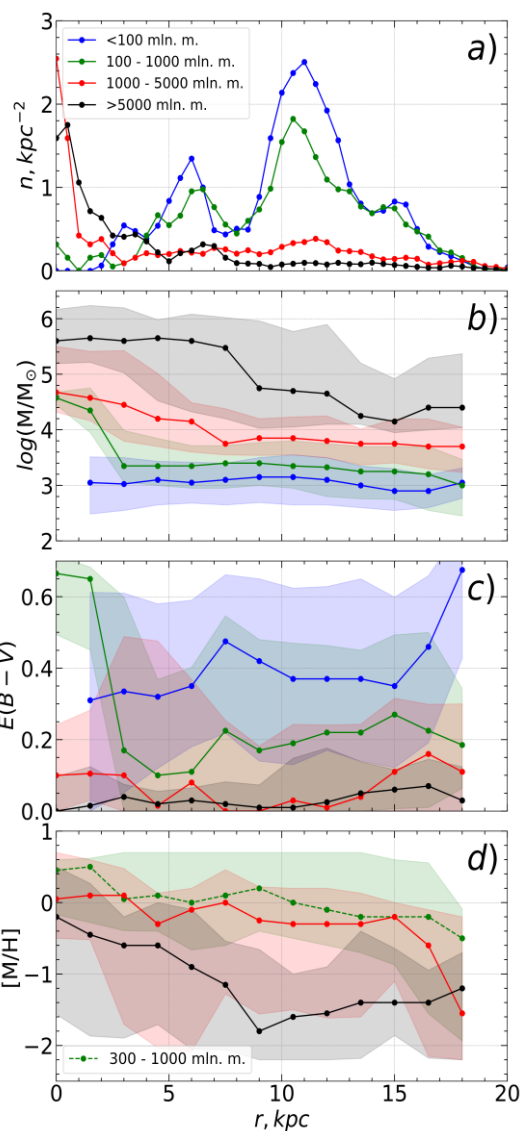 a)
<100 mln. m.
100 - 1000 mln. m.
1000 - 5000 mln. m.
>5000 mln. m.
n, kpc⁻²
3
2
1
0
b)
log(M/M☉)
6
5
4
3
2
c)
E(B − V)
0.6
0.4
0.2
0.0
d)
[M/H]
1
0
−1
−2
300 - 1000 mln. m.
0 5 10 15 20
r, kpc